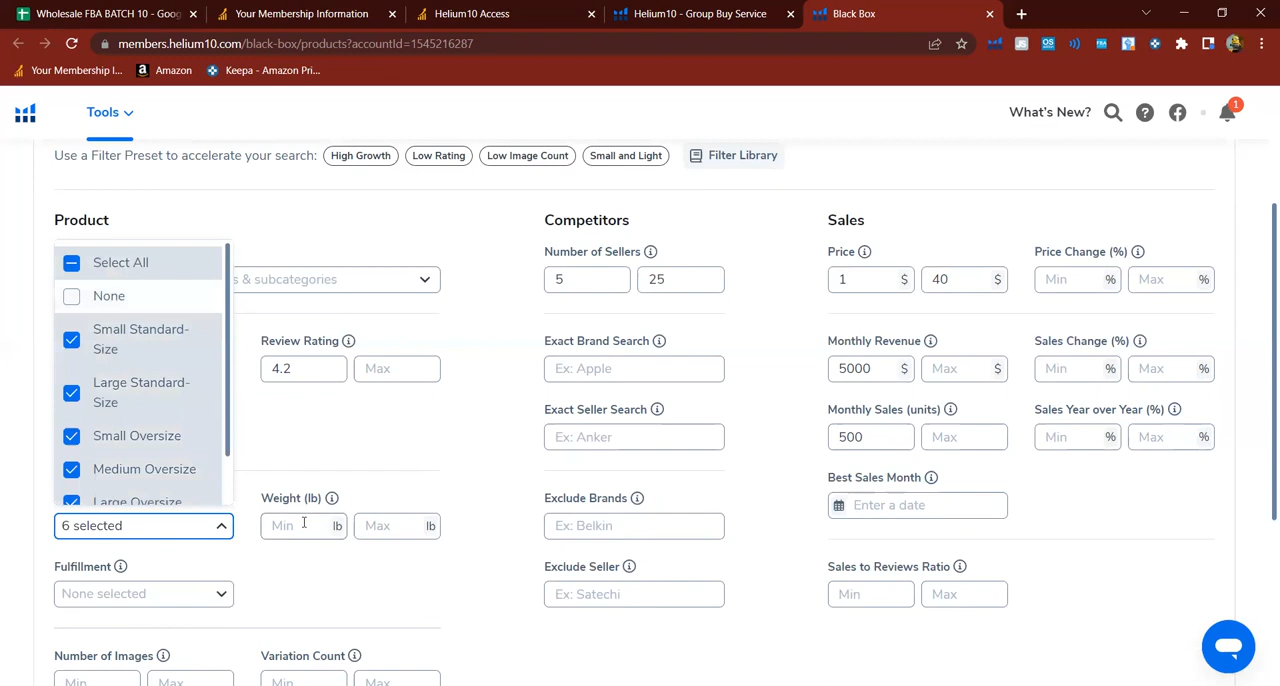 Wholesale FBA BATCH 10 - Goog
Your Membership Information
Helium10 Access
Helium10 - Group Buy Service
Black Box
members.helium10.com/black-box/products?accountId=1545216287
Your Membership I...
Amazon
Keepa - Amazon Pri...
Tools
What's New?
1
Use a Filter Preset to accelerate your search:
High Growth
Low Rating
Low Image Count
Small and Light
Filter Library
Product
Competitors
Sales
Select All
None
Small Standard-
Size
Large Standard-
Size
Small Oversize
Medium Oversize
Large Oversize
6 selected
s & subcategories
Review Rating
4.2
Max
Weight (lb)
Min
lb
Max
lb
Fulfillment
None selected
Number of Images
Min
Max
Variation Count
Min
Max
Number of Sellers
5
25
Exact Brand Search
Ex: Apple
Exact Seller Search
Ex: Anker
Exclude Brands
Ex: Belkin
Exclude Seller
Ex: Satechi
Price
1 $
40 $
Price Change (%)
Min %
Max %
Monthly Revenue
5000 $
Max $
Sales Change (%)
Min %
Max %
Monthly Sales (units)
500
Max
Sales Year over Year (%)
Min %
Max %
Best Sales Month
Enter a date
Sales to Reviews Ratio
Min
Max